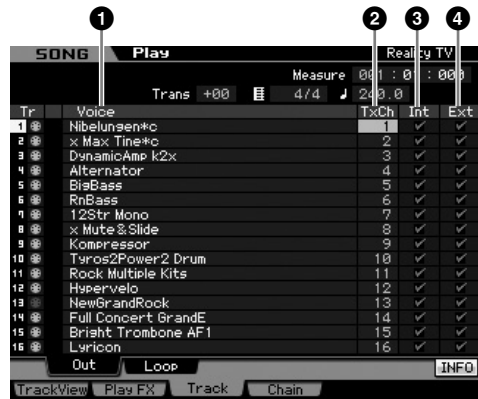 1 2 3 4
SONG Play Reality TV
Measure 001 : 01 : 000
Trans +00 4/4 240.0
Tr Voice TxCh Int Ext
1 Nibelungen*c 1
2 x Max Tine*c 2
3 DynamicAmp k2x 3
4 Alternator 4
5 BigBass 5
6 RnBass 6
7 12Str Mono 7
8 x Mute&Slide 8
9 Kompressor 9
10 Tyros2Power2 Drum 10
11 Rock Multiple Kits 11
12 Hypervelo 12
13 NewGrandRock 13
14 Full Concert GrandE 14
15 Bright Trombone AF1 15
16 Lyricon 16
Out Loop INFO
TrackView Play FX Track Chain